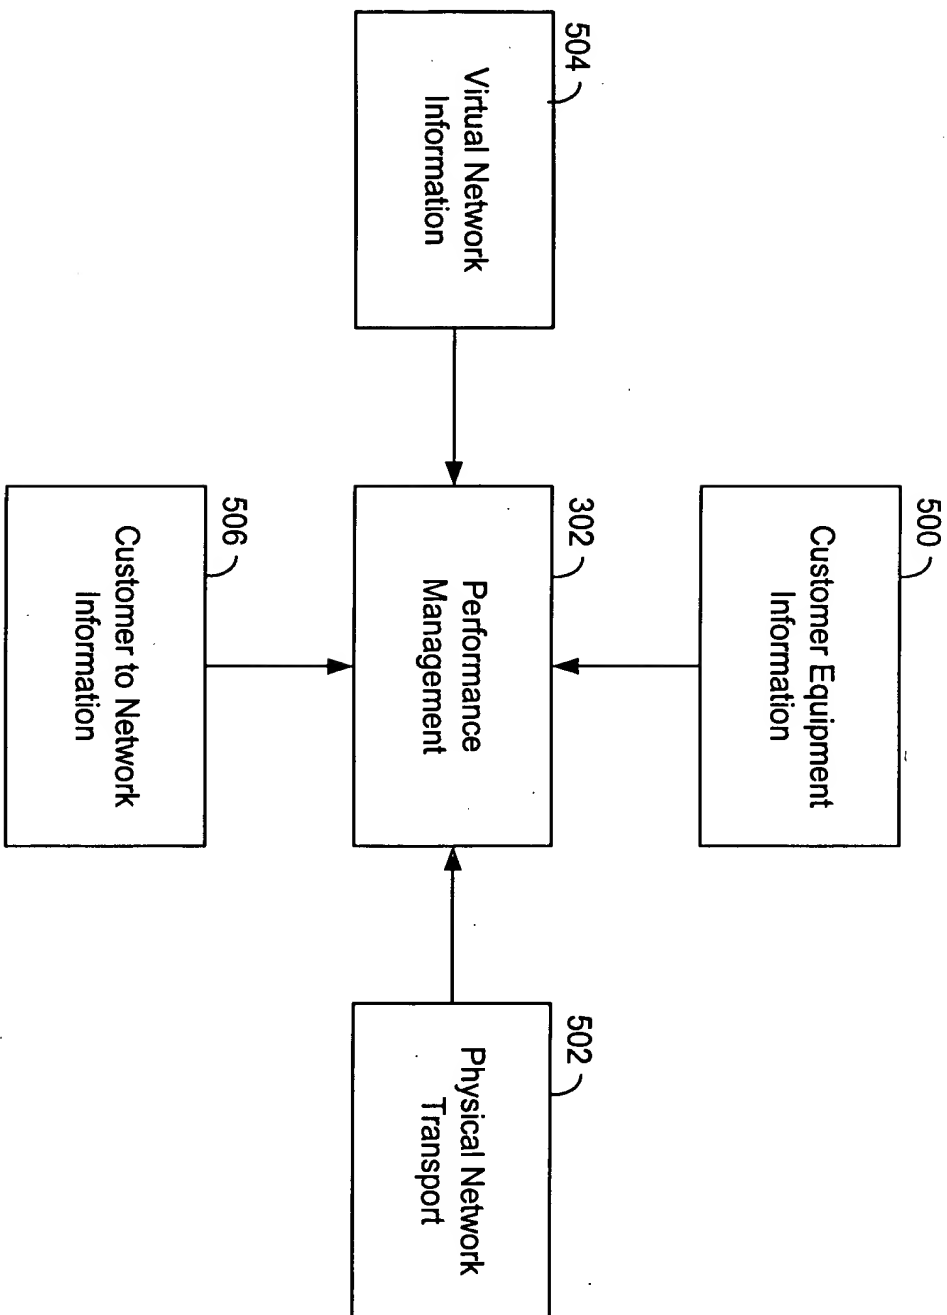 500
Customer Equipment
Information
504
Virtual Network
Information
302
Performance
Management
502
Physical Network
Transport
506
Customer to Network
Information